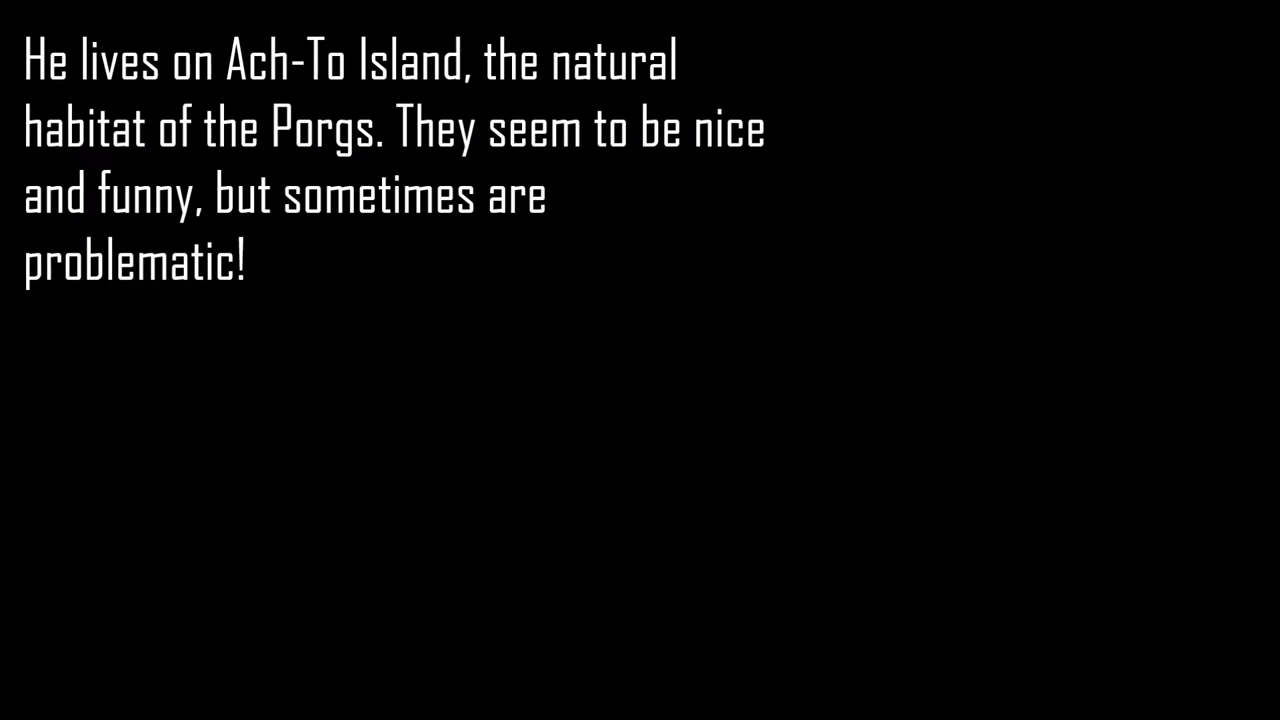 He lives on Ach-To Island, the natural
habitat of the Porgs. They seem to be nice
and funny, but sometimes are
problematic!